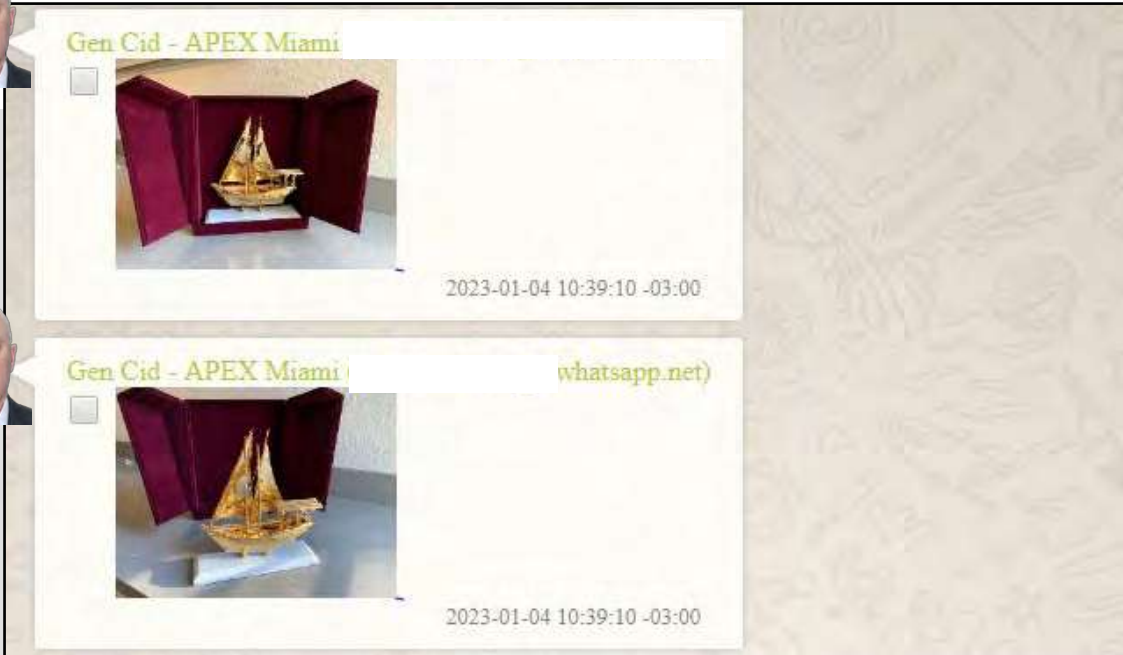 Gen Cid - APEX Miami
2023-01-04 10:39:10 -03:00
Gen Cid - APEX Miami (whatsapp.net)
2023-01-04 10:39:10 -03:00